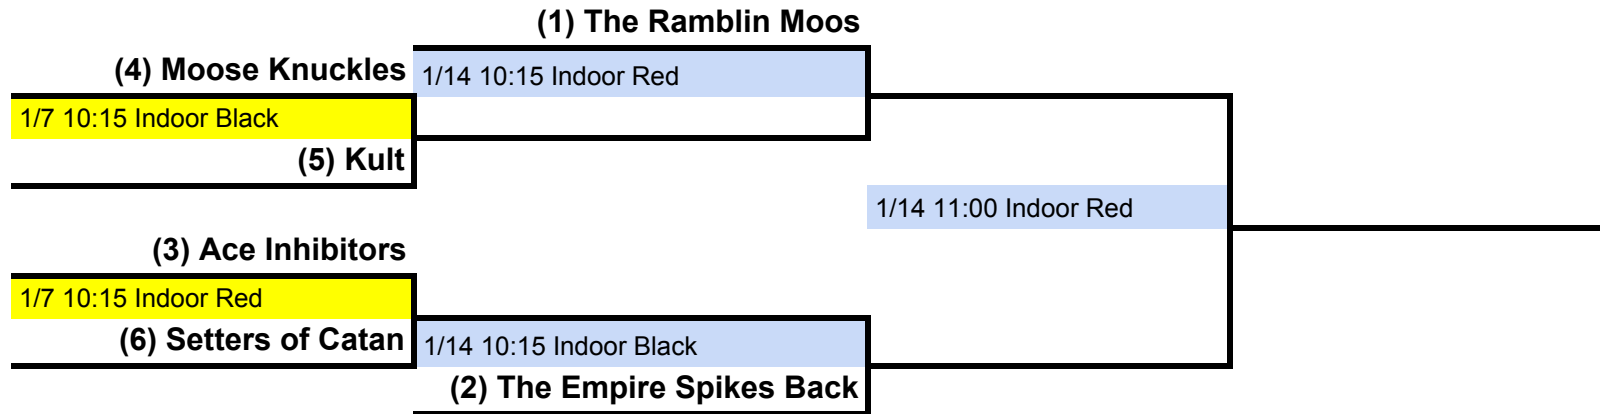 (1) The Ramblin Moos
(4) Moose Knuckles
1/14 10:15 Indoor Red
1/7 10:15 Indoor Black
(5) Kult
1/14 11:00 Indoor Red
(3) Ace Inhibitors
1/7 10:15 Indoor Red
(6) Setters of Catan
1/14 10:15 Indoor Black
(2) The Empire Spikes Back